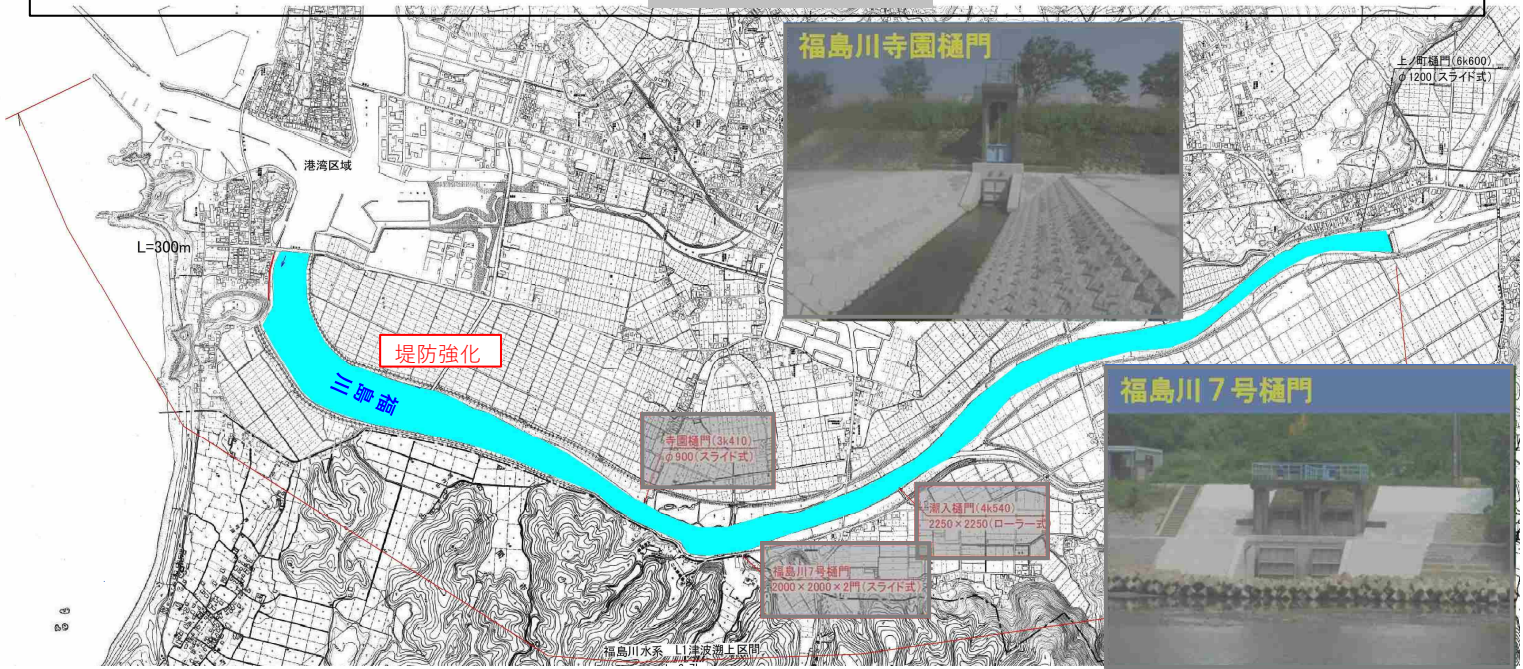 福島川寺園樋門
上ノ町樋門(6k600)
φ1200(スライド式)
港湾区域
L=300m
堤防強化
福島川
寺園樋門(3k410)
φ900(スライド式)
潮入樋門(4k540)
2250×2250(ローラー式)
福島川7号樋門
2000×2000×2門(スライド式)
福島川7号樋門
福島川水系 L1津波遡上区間